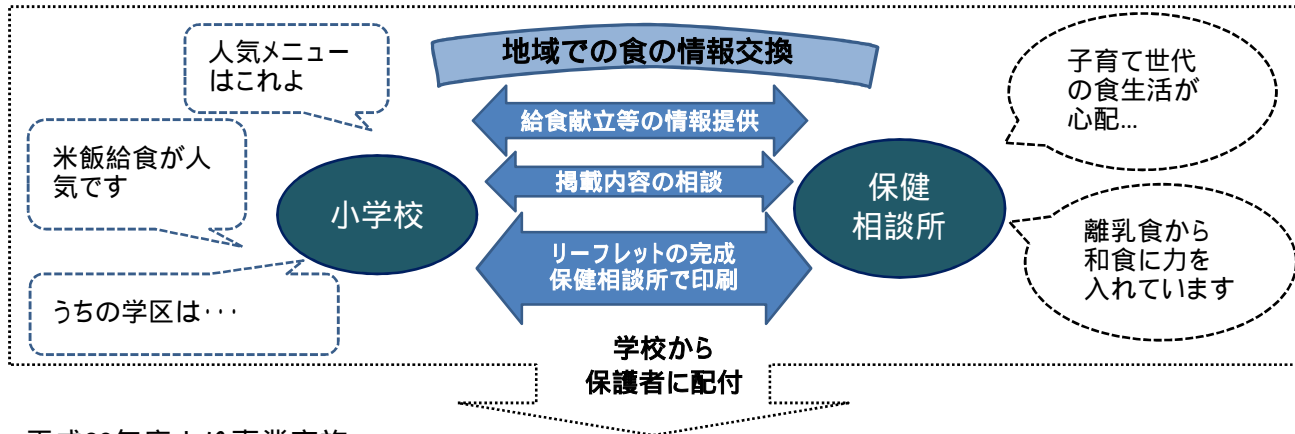 地域での食の情報交換
人気メニュー
はこれよ
米飯給食が人
気です
うちの学区は・・・
小学校
給食献立等の情報提供
掲載内容の相談
リーフレットの完成
保健相談所で印刷
保健
相談所
子育て世代
の食生活が
心配...
離乳食から
和食に力を
入れています
学校から
保護者に配付